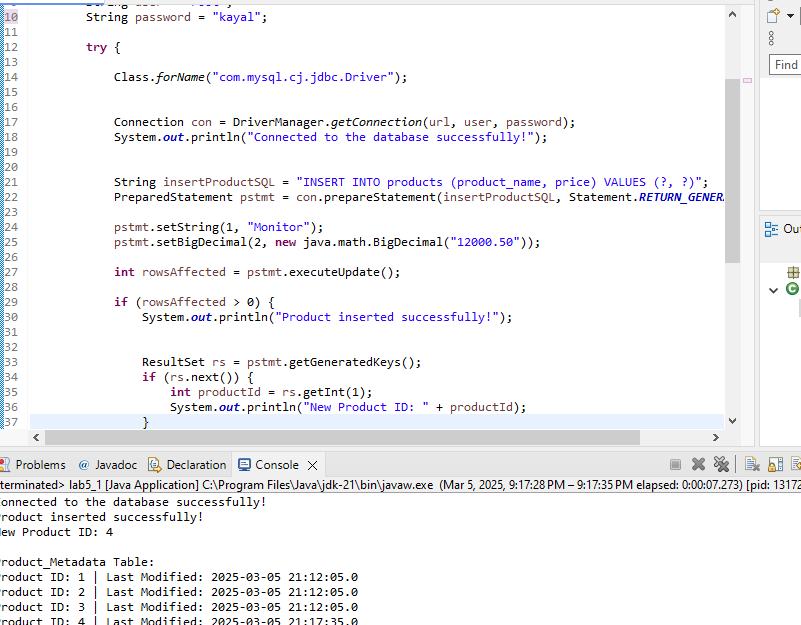 10 String password = "kayal";
11
12 try {
13
14 Class.forName("com.mysql.cj.jdbc.Driver");
15
16
17 Connection con = DriverManager.getConnection(url, user, password);
18 System.out.println("Connected to the database successfully!");
19
20
21 String insertProductSQL = "INSERT INTO products (product_name, price) VALUES (?, ?)";
22 PreparedStatement pstmt = con.prepareStatement(insertProductSQL, Statement.RETURN_GENER
23
24 pstmt.setString(1, "Monitor");
25 pstmt.setBigDecimal(2, new java.math.BigDecimal("12000.50"));
26
27 int rowsAffected = pstmt.executeUpdate();
28
29 if (rowsAffected > 0) {
30 System.out.println("Product inserted successfully!");
31
32
33 ResultSet rs = pstmt.getGeneratedKeys();
34 if (rs.next()) {
35 int productId = rs.getInt(1);
36 System.out.println("New Product ID: " + productId);
37 }
Find
Ou
Problems @ Javadoc Declaration Console
terminated> lab5_1 [Java Application] C:\Program Files\Java\jdk-21\bin\javaw.exe (Mar 5, 2025, 9:17:28 PM – 9:17:35 PM elapsed: 0:00:07.273) [pid: 13172
onnected to the database successfully!
roduct inserted successfully!
ew Product ID: 4
roduct_Metadata Table:
roduct ID: 1 | Last Modified: 2025-03-05 21:12:05.0
roduct ID: 2 | Last Modified: 2025-03-05 21:12:05.0
roduct ID: 3 | Last Modified: 2025-03-05 21:12:05.0
roduct ID: 4 | Last Modified: 2025-03-05 21:17:35.0